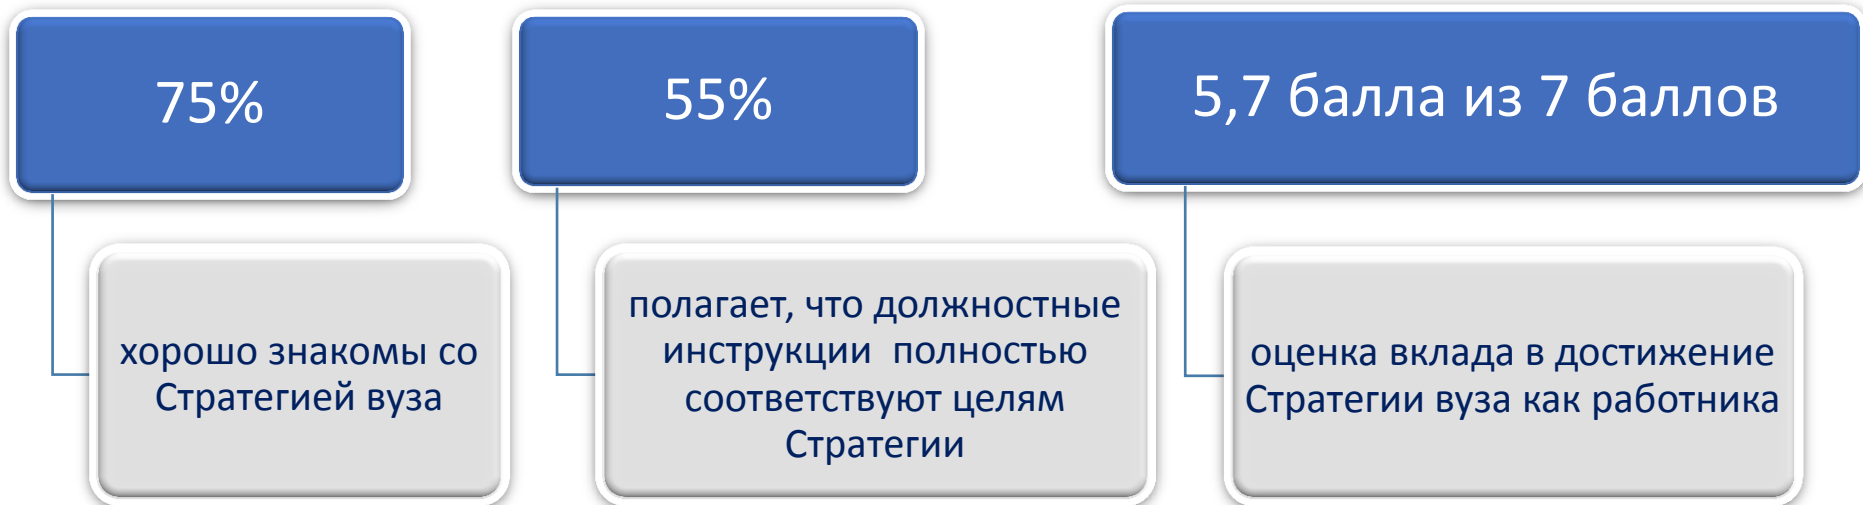 75%
хорошо знакомы со
Стратегией вуза
55%
полагает, что должностные
инструкции полностью
соответствуют целям
Стратегии
5,7 балла из 7 баллов
оценка вклада в достижение
Стратегии вуза как работника